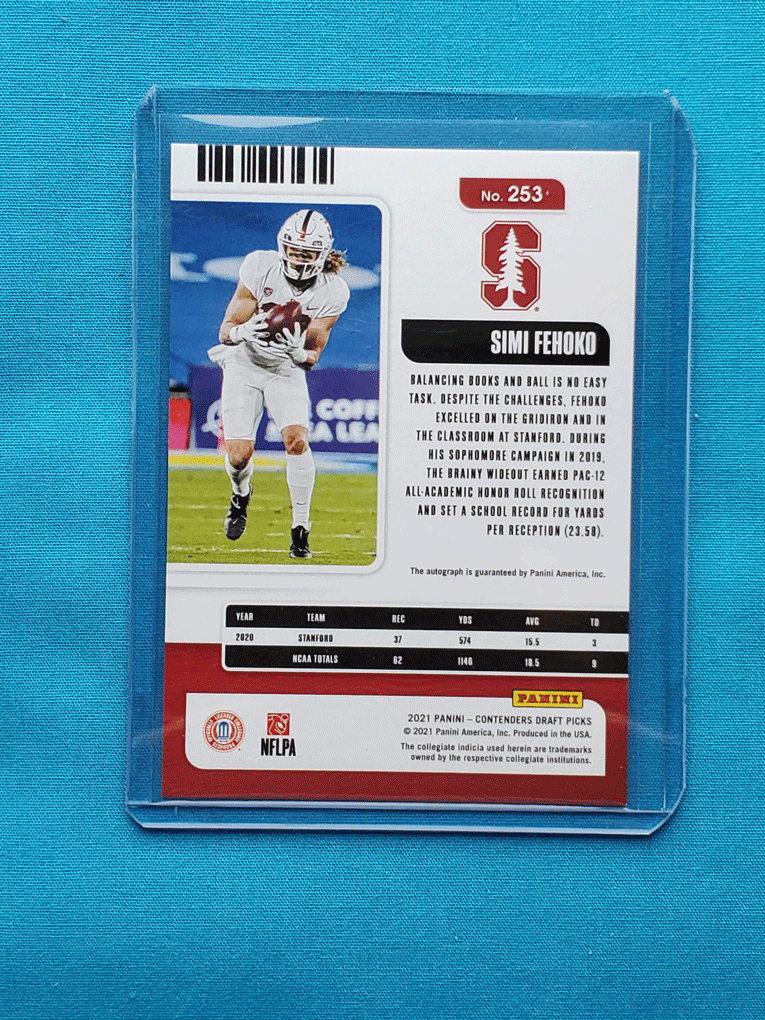 No. 253
S
SIMI FEHOKO
BALANCING BOOKS AND BALL IS NO EASY
TASK. DESPITE THE CHALLENGES, FEHOKO
EXCELLED ON THE GRIDIRON AND IN
THE CLASSROOM AT STANFORD. DURING
HIS SOPHOMORE CAMPAIGN IN 2019,
THE BRAINY WIDEOUT EARNED PAC-12
ALL-ACADEMIC HONOR ROLL RECOGNITION
AND SET A SCHOOL RECORD FOR YARDS
PER RECEPTION (23.58).
The autograph is guaranteed by Panini America, Inc.
YEAR TEAM REC YDS AVG TD
2020 STANFORD 37 574 15.5 3
NCAA TOTALS 62 1146 18.5 9
PANINI
2021 PANINI – CONTENDERS DRAFT PICKS
© 2021 Panini America, Inc. Produced in the USA.
The collegiate indicia used herein are trademarks
owned by the respective collegiate institutions.
NFLPA